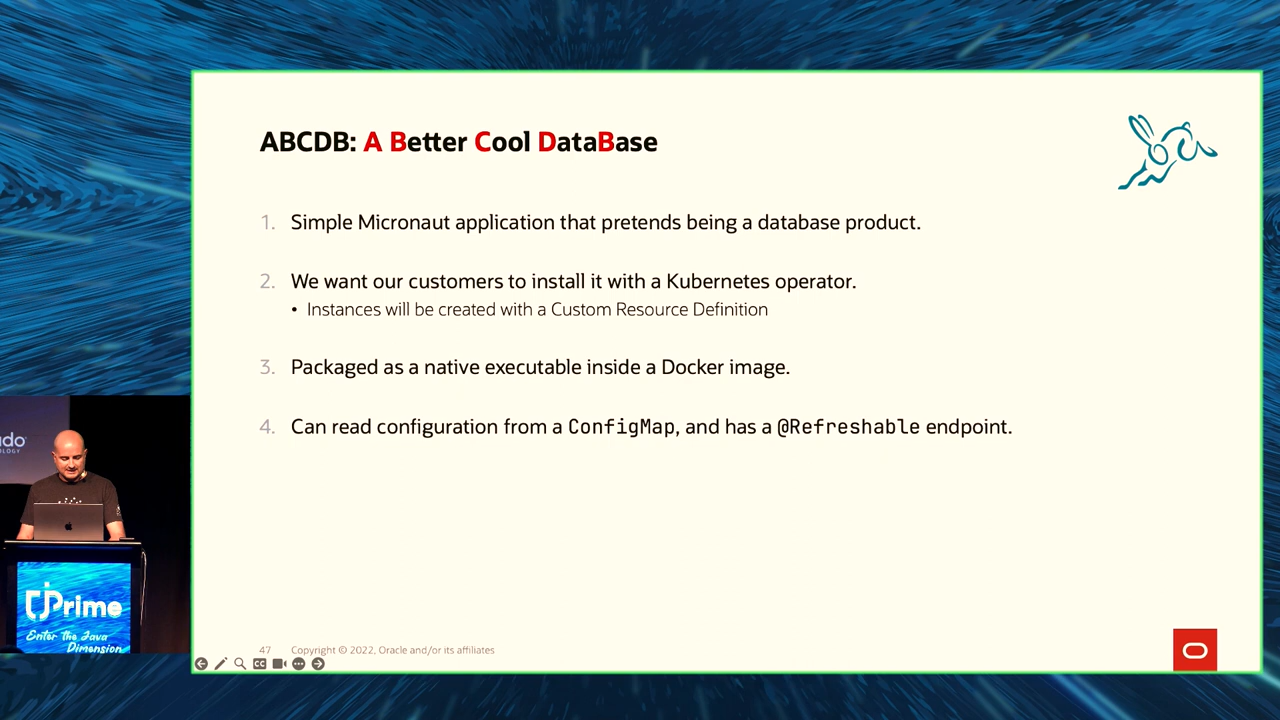 ABCDB: A Better Cool DataBase
1. Simple Micronaut application that pretends being a database product.
2. We want our customers to install it with a Kubernetes operator.
• Instances will be created with a Custom Resource Definition
3. Packaged as a native executable inside a Docker image.
4. Can read configuration from a ConfigMap, and has a @Refreshable endpoint.
47 Copyright © 2022, Oracle and/or its affiliates
CC
jPrime
Enter the Java
Dimension